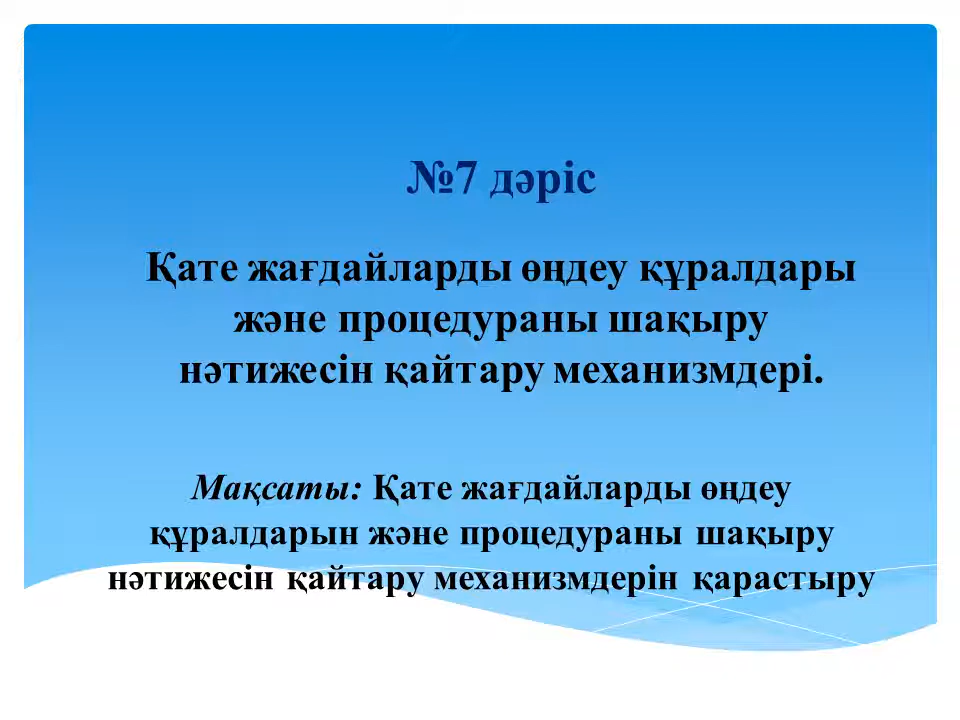 №7 дәріс
Қате жағдайларды өңдеу құралдары
және процедураны шақыру
нәтижесін қайтару механизмдері.
Мақсаты: Қате жағдайларды өңдеу
құралдарын және процедураны шақыру
нәтижесін қайтару механизмдерін қарастыру